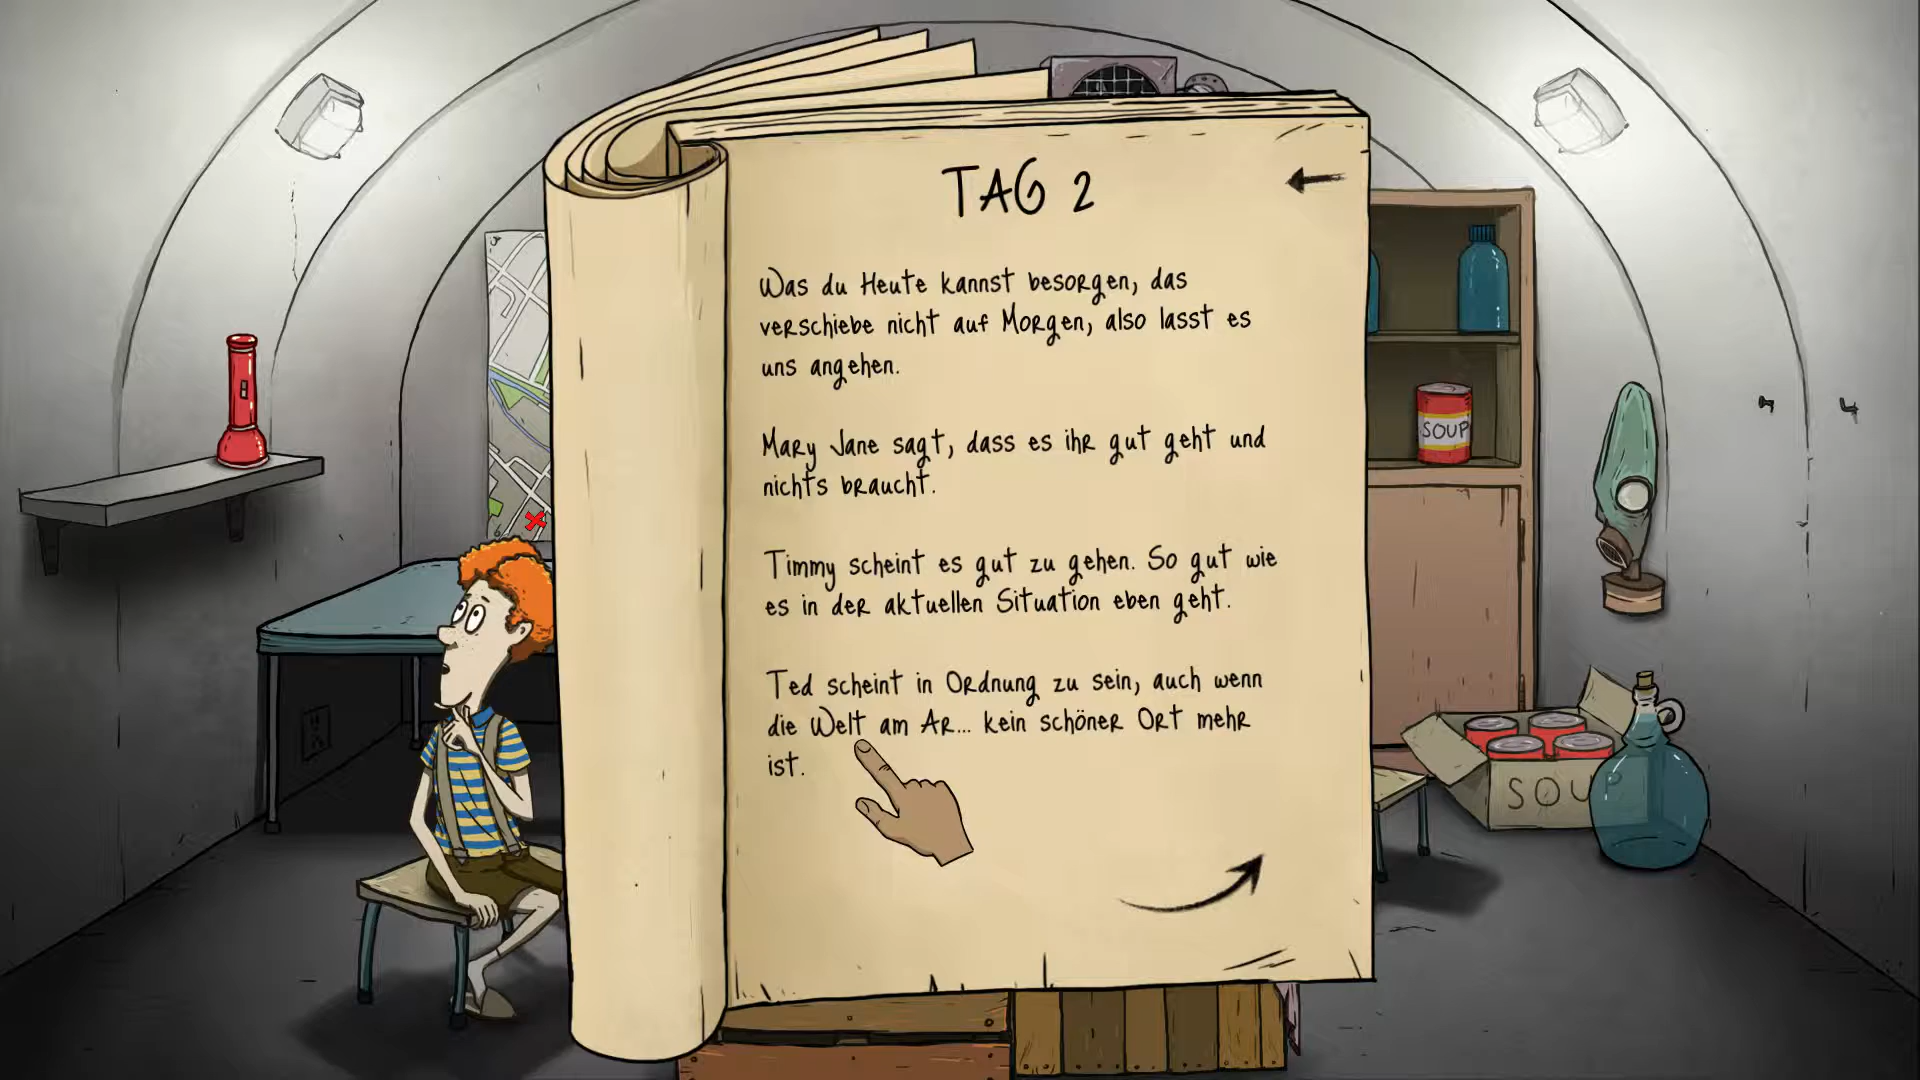 TAG 2
Was du Heute kannst besorgen, das
verschiebe nicht auf Morgen, also lasst es
uns angehen.
Mary Jane sagt, dass es ihr gut geht und
nichts braucht.
Timmy scheint es gut zu gehen. So gut wie
es in der aktuellen Situation eben geht.
Ted scheint in Ordnung zu sein, auch wenn
die Welt am Ar... kein schöner Ort mehr
ist.
SOUP
SOUP